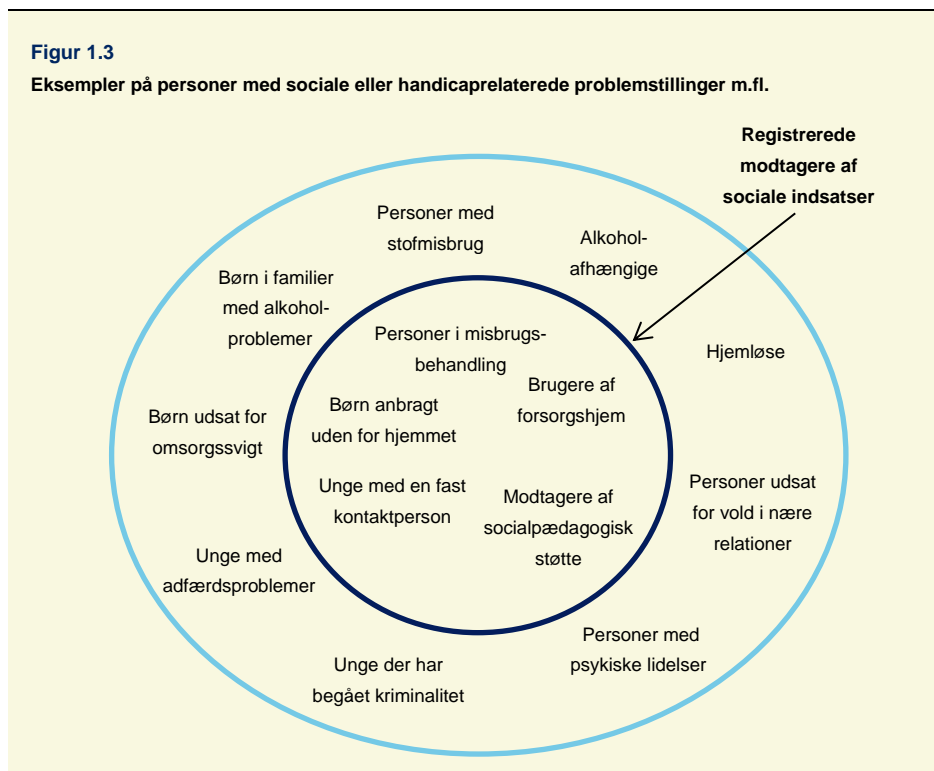 Figur 1.3
Eksempler på personer med sociale eller handicaprelaterede problemstillinger m.fl.
Registrerede
modtagere af
sociale indsatser
Personer med
stofmisbrug
Alkohol-
afhængige
Børn i familier
med alkohol-
problemer
Hjemløse
Personer i misbrugs-
behandling
Brugere af
forsorgshjem
Børn anbragt
uden for hjemmet
Børn udsat for
omsorgssvigt
Unge med en fast
kontaktperson
Modtagere af
socialpædagogisk
støtte
Personer udsat
for vold i nære
relationer
Unge med
adfærdsproblemer
Personer med
psykiske lidelser
Unge der har
begået kriminalitet